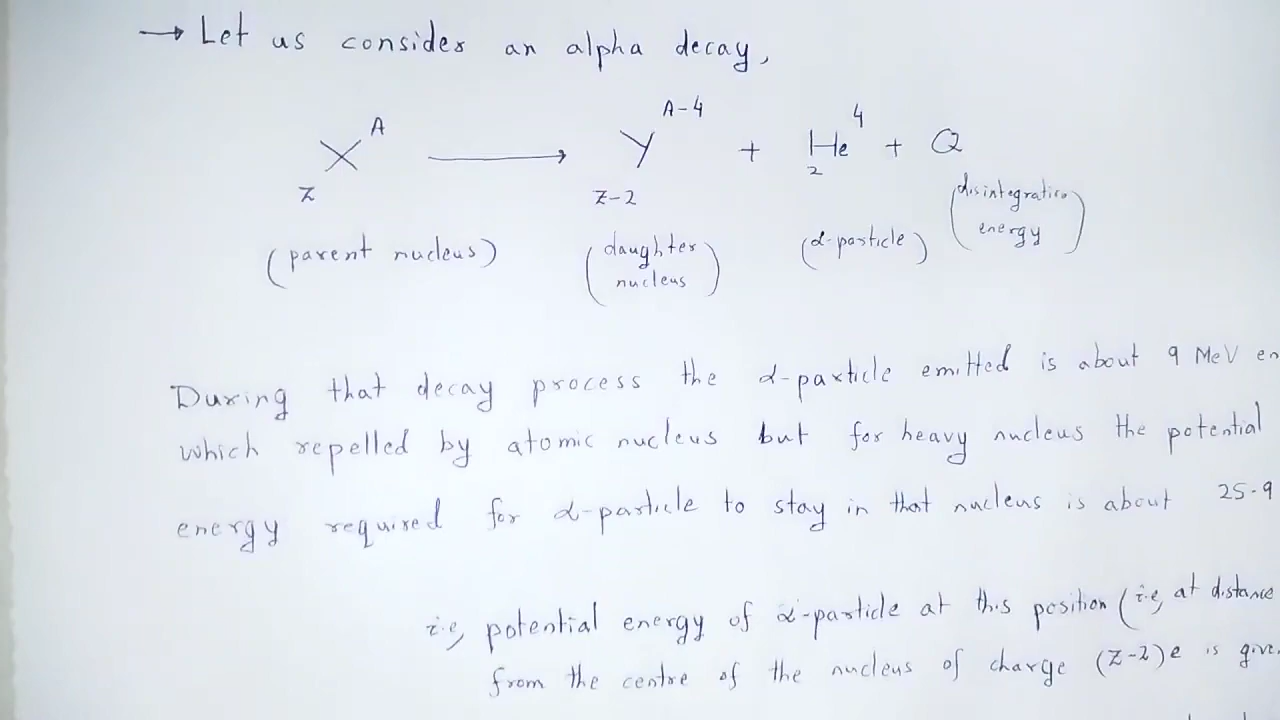 → Let us consider an alpha decay,
X A Z → Y A-4 Z-2 + He 4 2 + Q
(parent nucleus) (daughter nucleus) (α-particle) (disintegration energy)
During that decay process the α-particle emitted is about 9 MeV en
which repelled by atomic nucleus but for heavy nucleus the potential
energy required for α-particle to stay in that nucleus is about 25.9
i.e, potential energy of α-particle at this position (i.e, at distance
from the centre of the nucleus of charge (Z-2)e is give